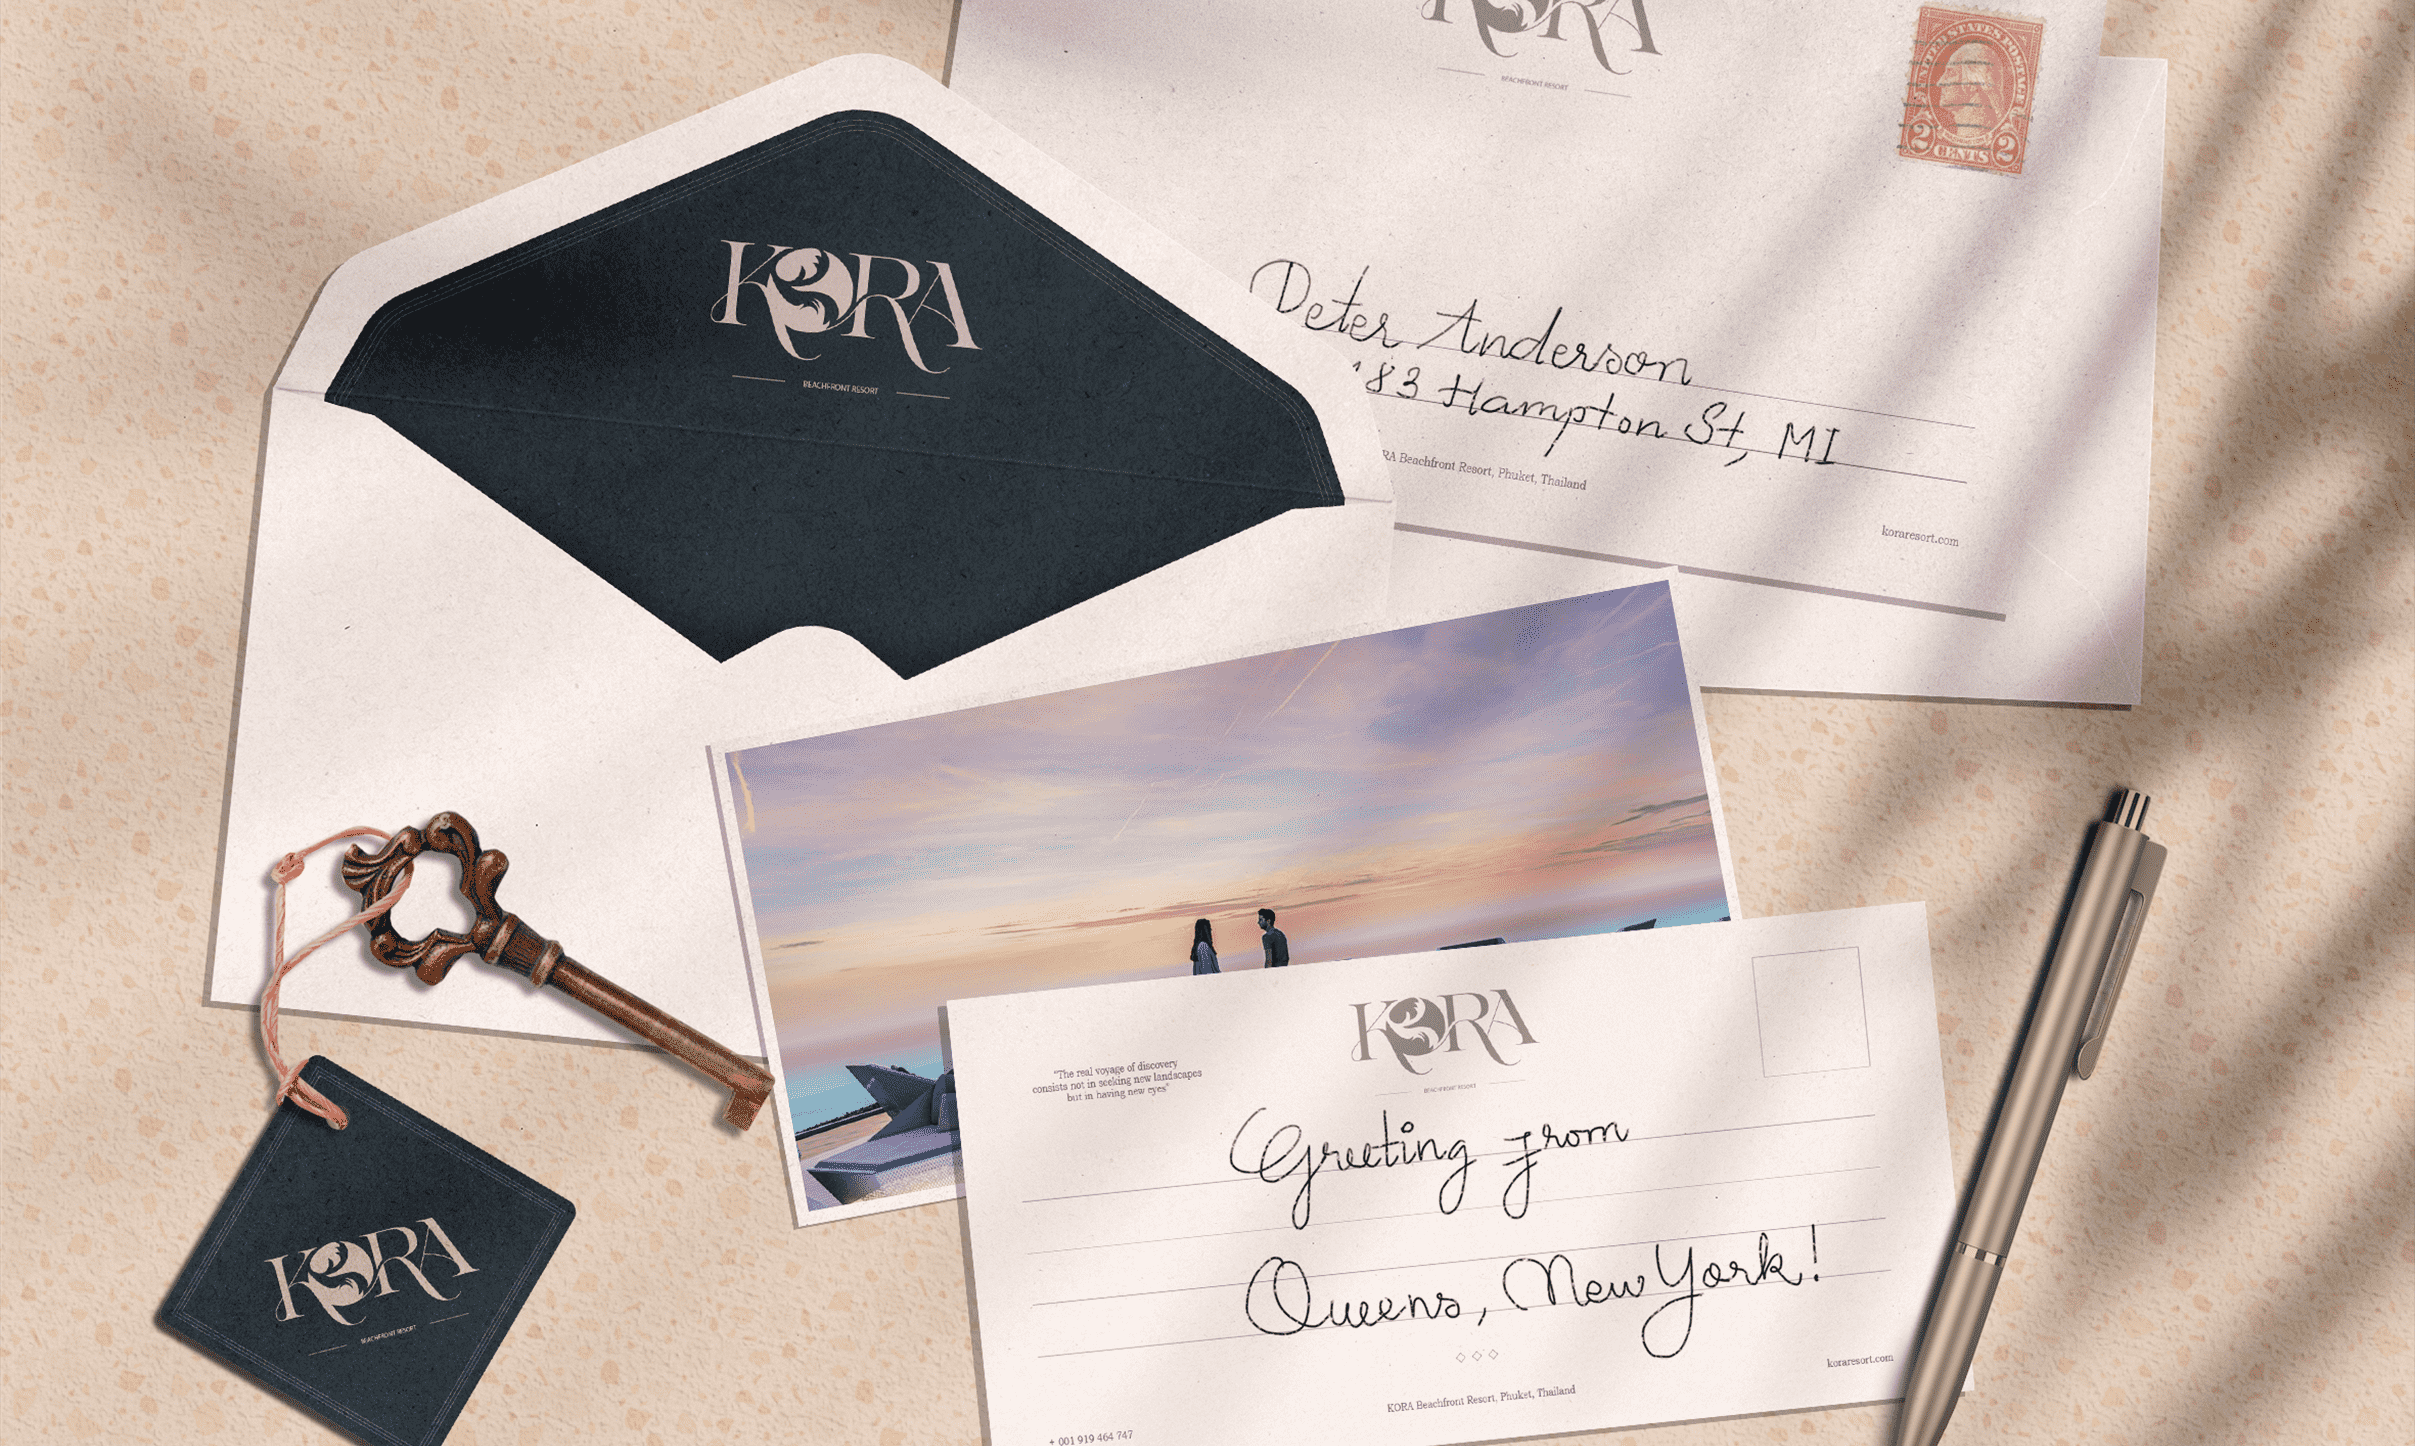 KORA
BEACHFRONT RESORT
UNITED STATES POSTAGE
2 CENTS 2
Deter Anderson
183 Hampton St, MI
RA Beachfront Resort, Phuket, Thailand
koraresort.com
KORA
BEACHFRONT RESORT
KORA
BEACHFRONT RESORT
"The real voyage of discovery
consists not in seeking new landscapes
but in having new eyes"
KORA
BEACHFRONT RESORT
Greeting from
Queens, New York!
koraresort.com
KORA Beachfront Resort, Phuket, Thailand
+ 001 919 464 747